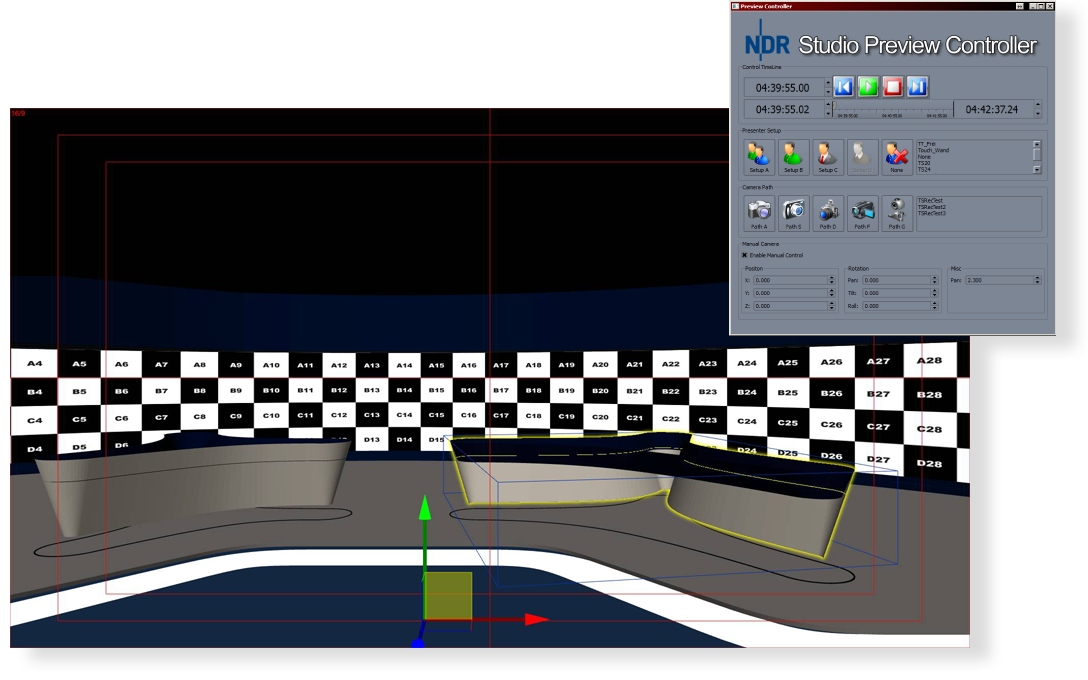 Preview Controller
NDR Studio Preview Controller
Control TimeLine
04:39:55.00
04:39:55.02 04:42:37.24
Presenter Setup
Setup A Setup B Setup C None
TT_Frei
Touch_Wand
None
TS20
TS24
Camera Path
Path A Path S Path D Path F Path G
TSRecTest
TSRecTest2
TSRecTest3
Manual Camera
Enable Manual Control
Position Rotation Misc
X: 0.000 Pan: 0.000 Pan: 2.300
Y: 0.000 Tilt: 0.000
Z: 0.000 Roll: 0.000
16/9
A4 A5 A6 A7 A8 A9 A10 A11 A12 A13 A14 A15 A16 A17 A18 A19 A20 A21 A22 A23 A24 A25 A26 A27 A28
B4 B5 B6 B7 B8 B9 B10 B11 B12 B13 B14 B15 B16 B17 B18 B19 B20 B21 B22 B23 B24 B25 B26 B27 B28
C4 C5 C6 C7 C8 C9 C10 C11 C12 C13 C14 C15 C16 C17 C18 C19 C20 C21 C22 C23 C24 C25 C26 C27 C28
D4 D5 D6 D13 D14 D15 D24 D25 D26 D27 D28